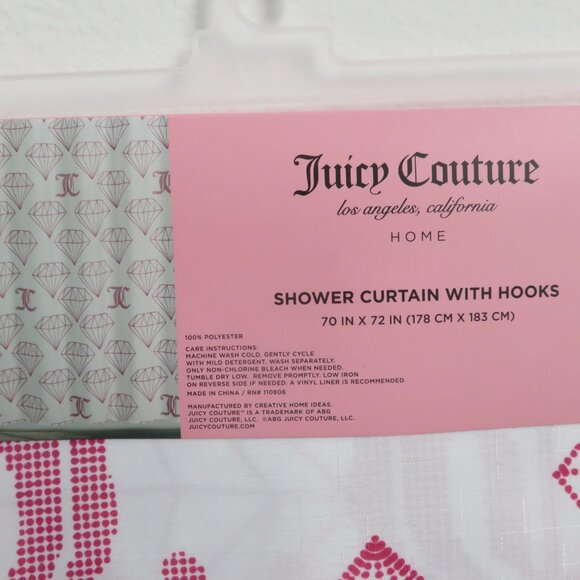 Juicy Couture
los angeles, california
HOME
SHOWER CURTAIN WITH HOOKS
70 IN X 72 IN (178 CM X 183 CM)
100% POLYESTER
CARE INSTRUCTIONS:
MACHINE WASH COLD, GENTLY CYCLE
WITH MILD DETERGENT. WASH SEPARATELY.
ONLY NON-CHLORINE BLEACH WHEN NEEDED.
TUMBLE DRY LOW. REMOVE PROMPTLY, LOW IRON
ON REVERSE SIDE IF NEEDED. A VINYL LINER IS RECOMMENDED.
MADE IN CHINA / RN# 110806
MANUFACTURED BY CREATIVE HOME IDEAS.
JUICY COUTURE™ IS A TRADEMARK OF ABG
JUICY COUTURE, LLC. ©ABG JUICY COUTURE, LLC.
JUICYCOUTURE.COM
JC
JC
JC
JC